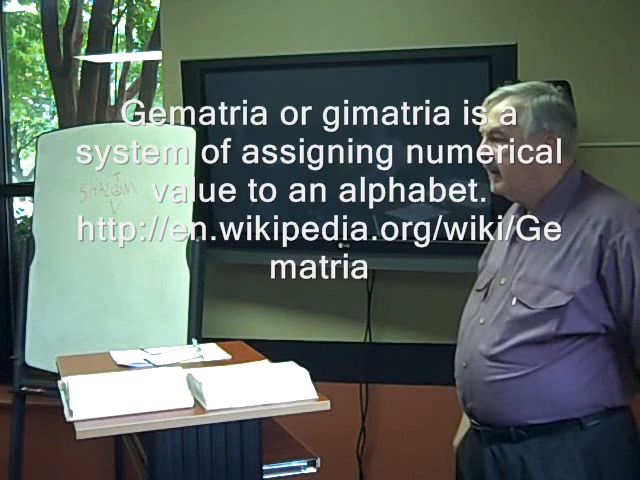 Gematria or gimatria is a
system of assigning numerical
value to an alphabet.
http://en.wikipedia.org/wiki/Ge
matria
SHALOM